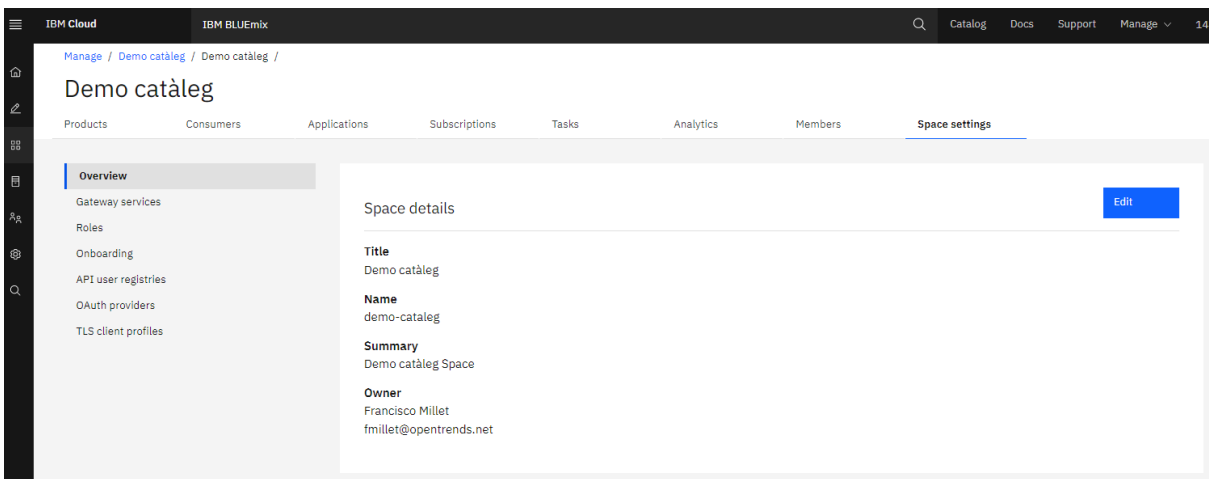 IBM Cloud IBM BLUEmix Catalog Docs Support Manage 14
Manage / Demo catàleg / Demo catàleg /
Demo catàleg
Products Consumers Applications Subscriptions Tasks Analytics Members Space settings
Overview
Gateway services
Roles
Onboarding
API user registries
OAuth providers
TLS client profiles
Space details Edit
Title
Demo catàleg
Name
demo-cataleg
Summary
Demo catàleg Space
Owner
Francisco Millet
fmillet@opentrends.net